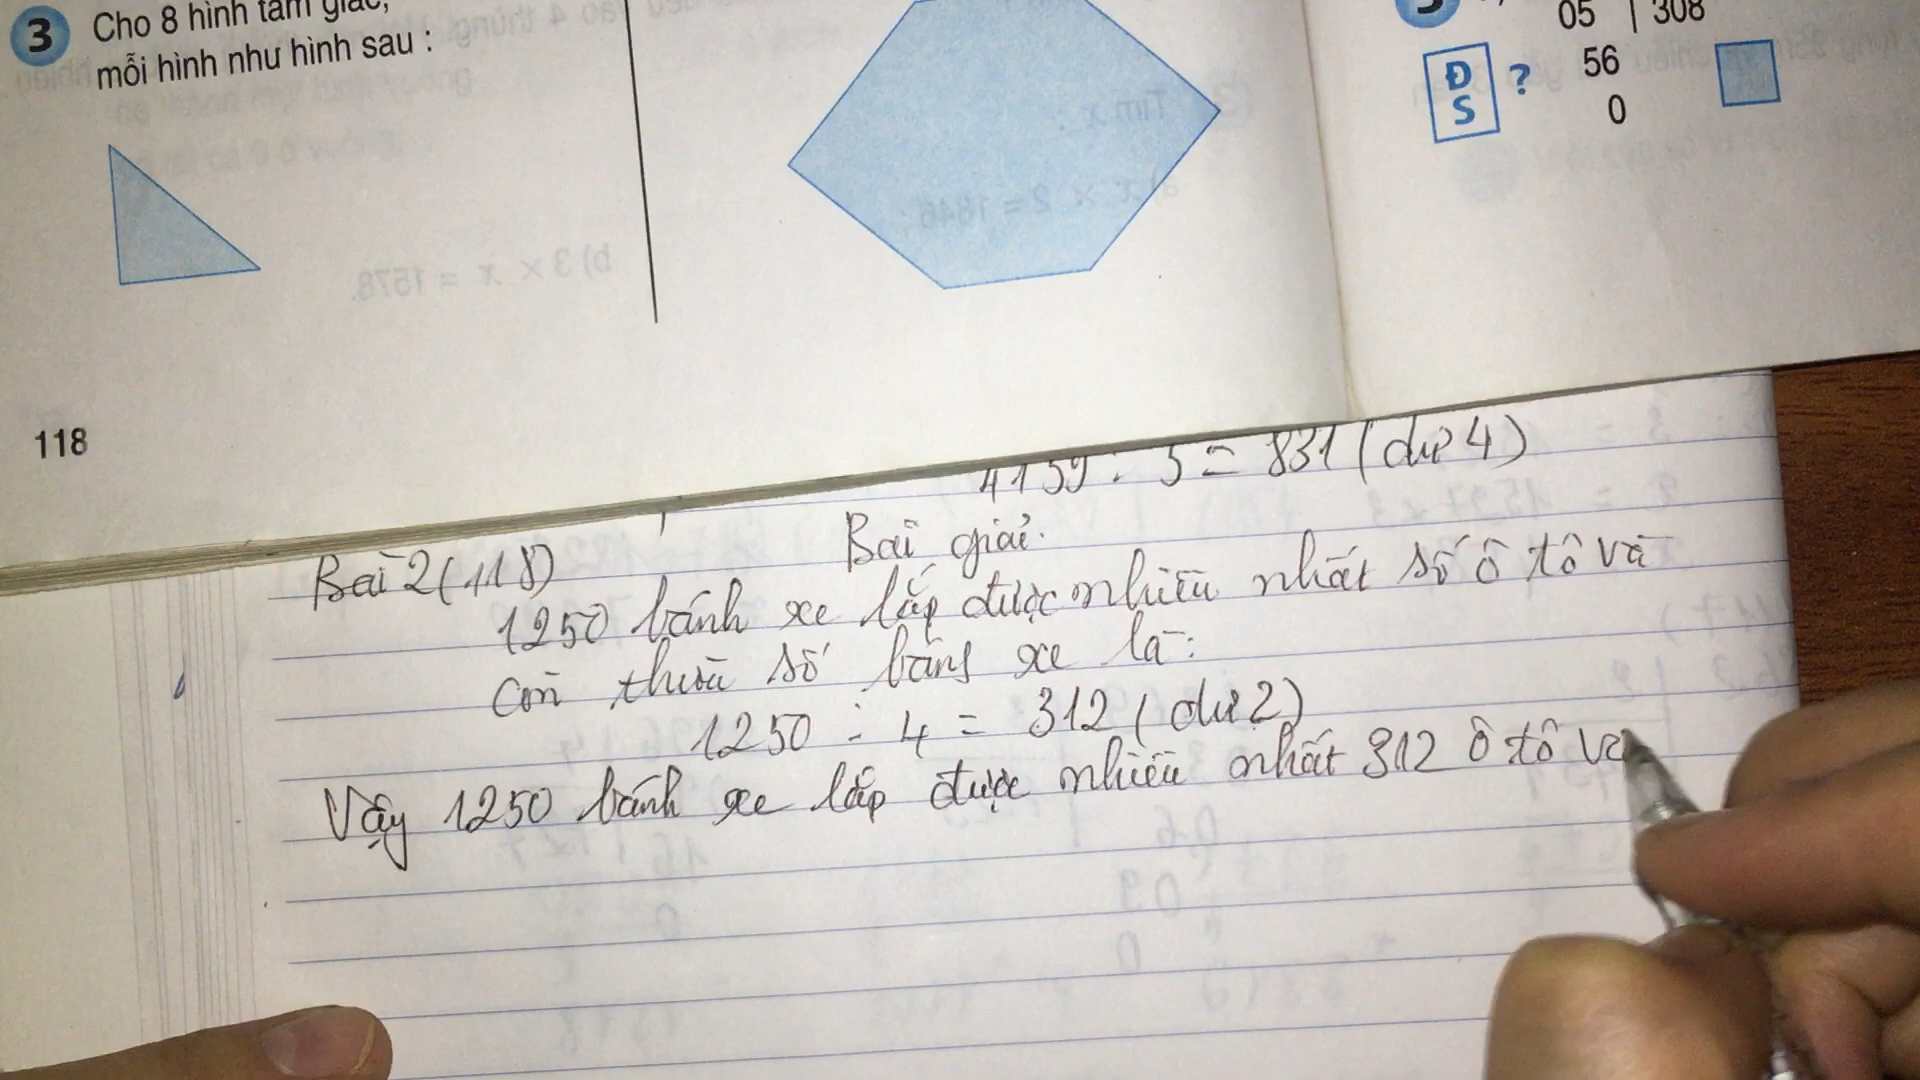 3 Cho 8 hình tam giác,
mỗi hình như hình sau :
118
05 | 308
56
0
Đ
S
?
4159 : 5 = 831 (dư 4)
Bài 2 (118)
Bài giải.
1250 bánh xe lắp được nhiều nhất số ô tô và
còn thừa số bánh xe là:
1250 : 4 = 312 (dư 2)
Vậy 1250 bánh xe lắp được nhiều nhất 312 ô tô và